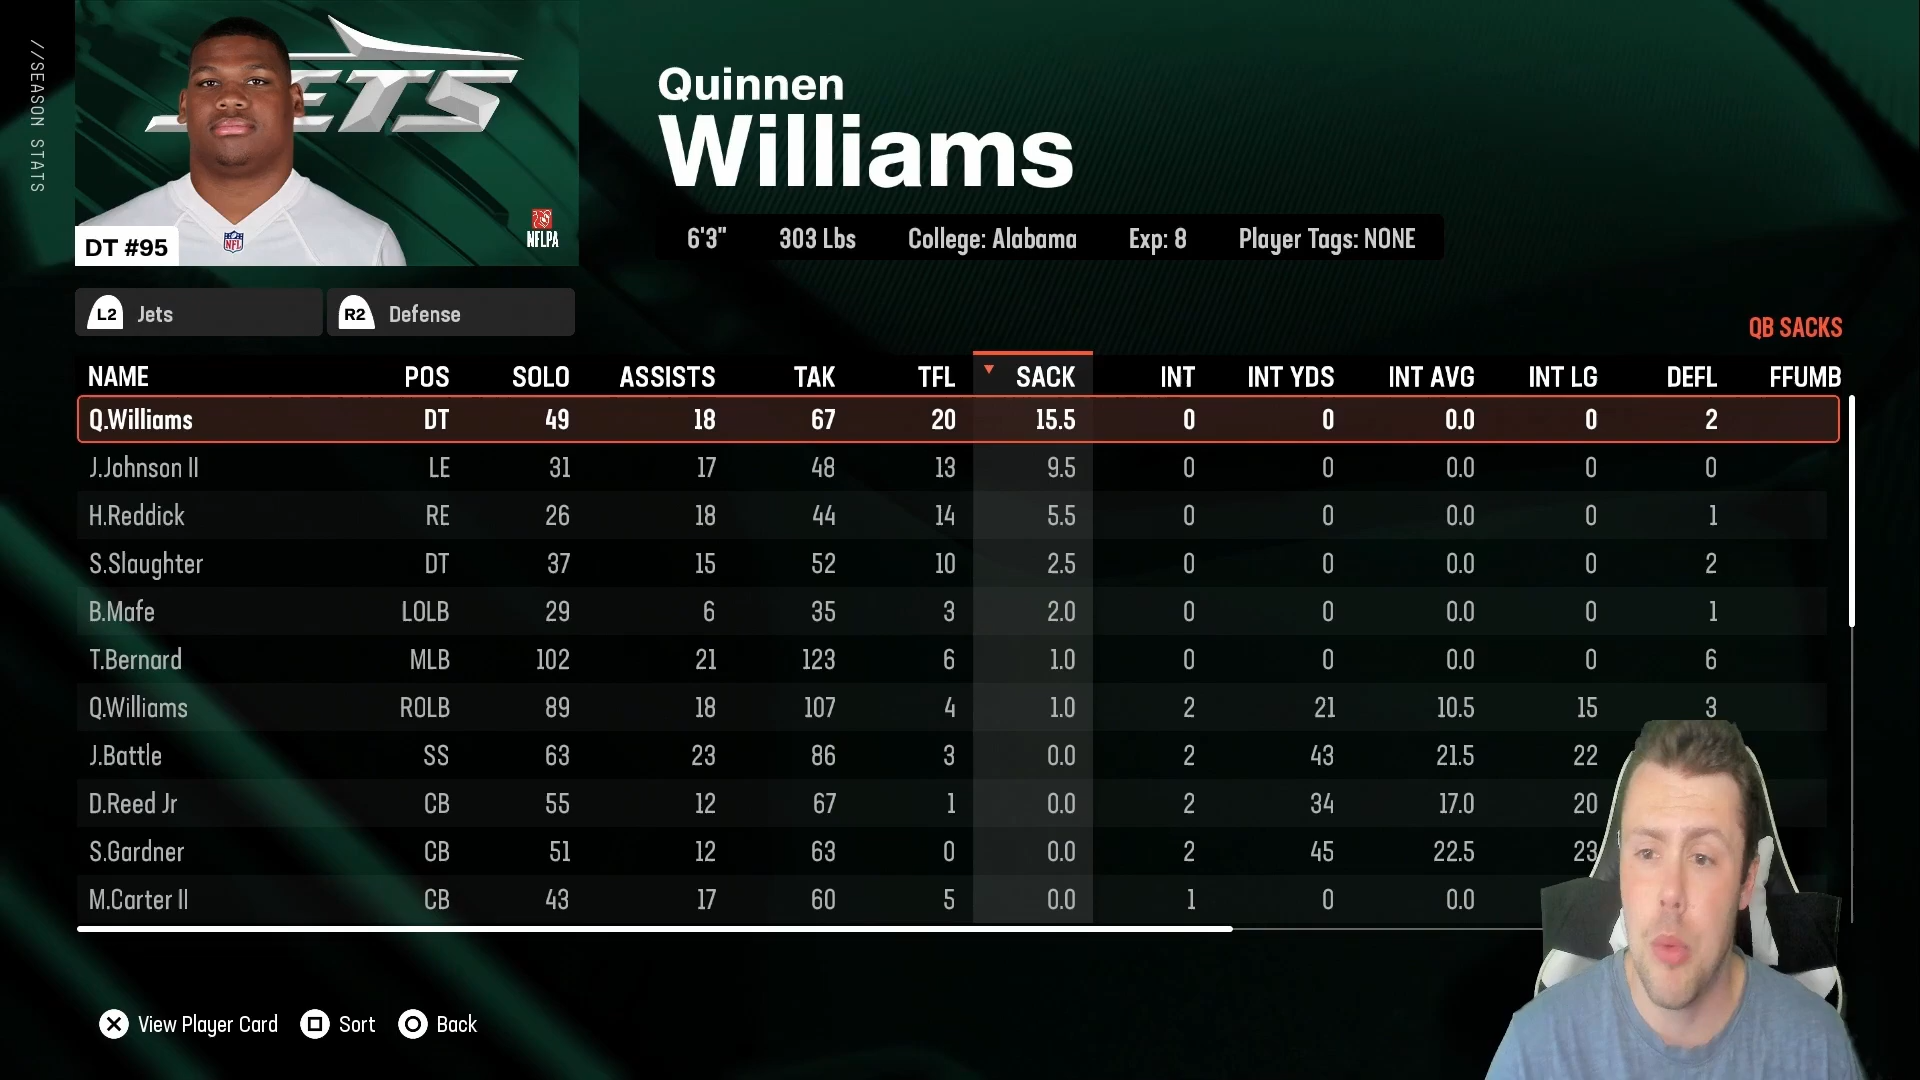 //SEASON STATS
JETS
NFL
NFLPA
DT #95
Quinnen
Williams
6'3" 303 Lbs College: Alabama Exp: 8 Player Tags: NONE
L2 Jets R2 Defense
QB SACKS
NAME POS SOLO ASSISTS TAK TFL SACK INT INT YDS INT AVG INT LG DEFL FFUMB
Q.Williams DT 49 18 67 20 15.5 0 0 0.0 0 2
J.Johnson II LE 31 17 48 13 9.5 0 0 0.0 0 0
H.Reddick RE 26 18 44 14 5.5 0 0 0.0 0 1
S.Slaughter DT 37 15 52 10 2.5 0 0 0.0 0 2
B.Mafe LOLB 29 6 35 3 2.0 0 0 0.0 0 1
T.Bernard MLB 102 21 123 6 1.0 0 0 0.0 0 6
Q.Williams ROLB 89 18 107 4 1.0 2 21 10.5 15 3
J.Battle SS 63 23 86 3 0.0 2 43 21.5 22
D.Reed Jr CB 55 12 67 1 0.0 2 34 17.0 20
S.Gardner CB 51 12 63 0 0.0 2 45 22.5 23
M.Carter II CB 43 17 60 5 0.0 1 0 0.0
View Player Card Sort Back